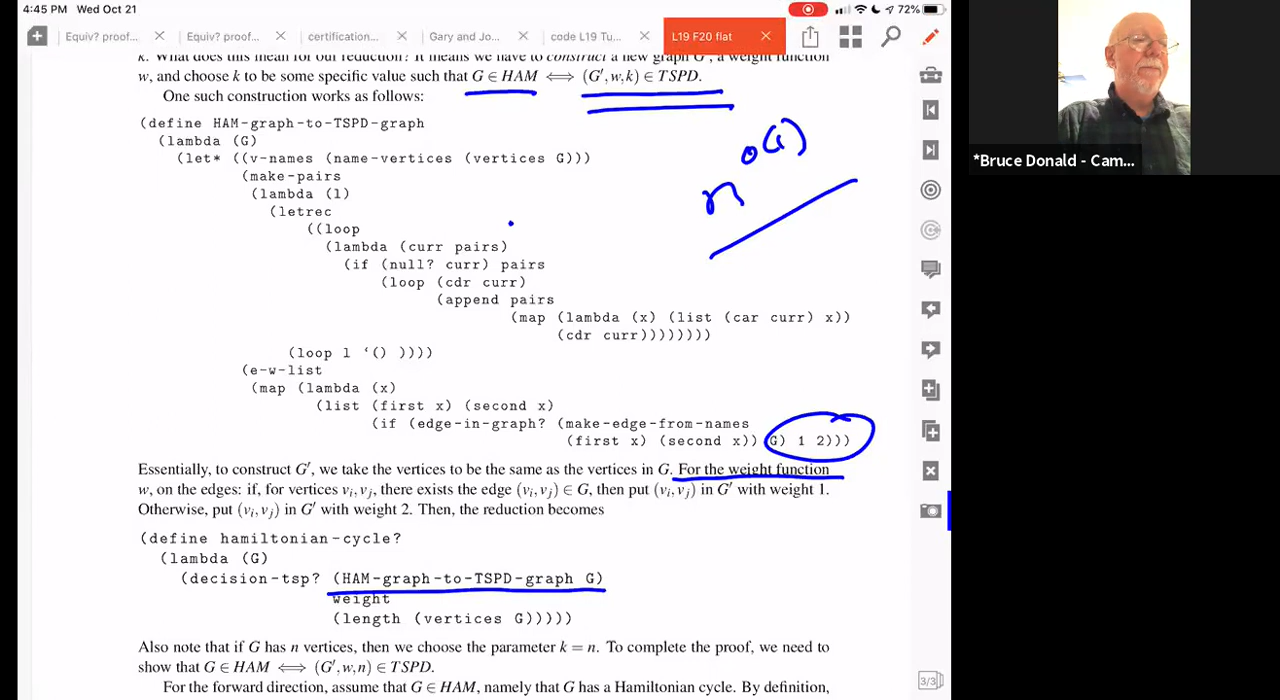 4:45 PM Wed Oct 21
72%
Equiv? proof...
Equiv? proof...
certification...
Gary and Jo...
code L19 Tu...
L19 F20 flat
k. What does this mean for our reduction? It means we have to construct a new graph G', a weight function
w, and choose k to be some specific value such that G ∈ HAM ⟺ (G′, w, k) ∈ TSPD.
One such construction works as follows:
(define HAM-graph-to-TSPD-graph
(lambda (G)
(let* ((v-names (name-vertices (vertices G)))
(make-pairs
(lambda (l)
(letrec
((loop
(lambda (curr pairs)
(if (null? curr) pairs
(loop (cdr curr)
(append pairs
(map (lambda (x) (list (car curr) x))
(cdr curr))))))))
(loop l ‘() ))))
(e-w-list
(map (lambda (x)
(list (first x) (second x)
(if (edge-in-graph? (make-edge-from-names
(first x) (second x)) G) 1 2)))
n^O(1)
Essentially, to construct G′, we take the vertices to be the same as the vertices in G. For the weight function
w, on the edges: if, for vertices vi, vj, there exists the edge (vi, vj) ∈ G, then put (vi, vj) in G′ with weight 1.
Otherwise, put (vi, vj) in G′ with weight 2. Then, the reduction becomes
(define hamiltonian-cycle?
(lambda (G)
(decision-tsp? (HAM-graph-to-TSPD-graph G)
weight
(length (vertices G)))))
Also note that if G has n vertices, then we choose the parameter k = n. To complete the proof, we need to
show that G ∈ HAM ⟺ (G′, w, n) ∈ TSPD.
For the forward direction, assume that G ∈ HAM, namely that G has a Hamiltonian cycle. By definition,
3/3
*Bruce Donald - Cam...